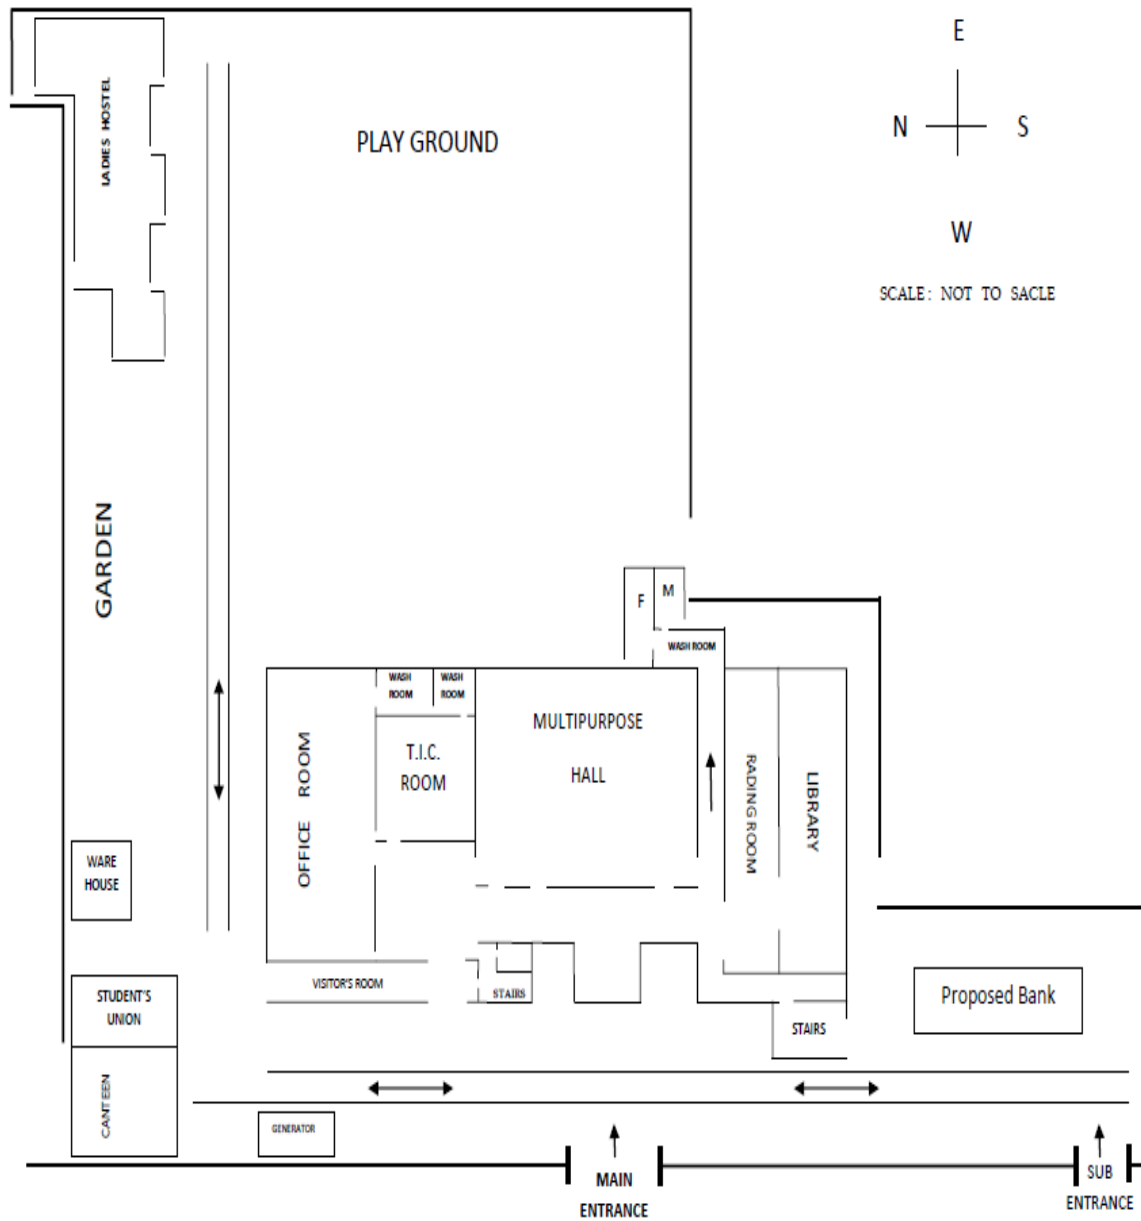 E
N
S
W
SCALE: NOT TO SACLE
LADIES HOSTEL
PLAY GROUND
GARDEN
F
M
WASH ROOM
WASH
ROOM
WASH
ROOM
OFFICE ROOM
T.I.C.
ROOM
MULTIPURPOSE
HALL
RADING ROOM
LIBRARY
WARE
HOUSE
VISITOR'S ROOM
STAIRS
STUDENT'S
UNION
Proposed Bank
STAIRS
CANTEEN
GENERATOR
MAIN
ENTRANCE
SUB
ENTRANCE